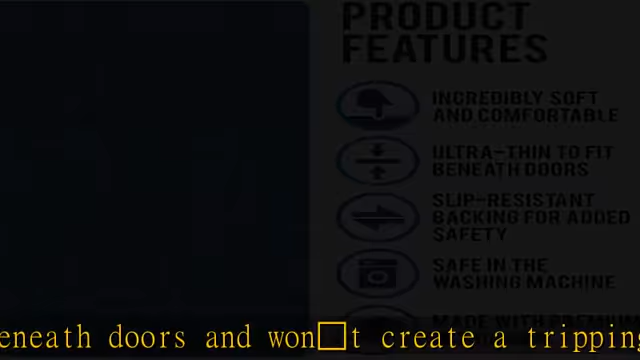 PRODUCT
FEATURES
INCREDIBLY SOFT
AND COMFORTABLE
ULTRA-THIN TO FIT
BENEATH DOORS
SLIP-RESISTANT
BACKING FOR ADDED
SAFETY
SAFE IN THE
WASHING MACHINE
MADE WITH PREMIUM
eneath doors and won□t create a tripping